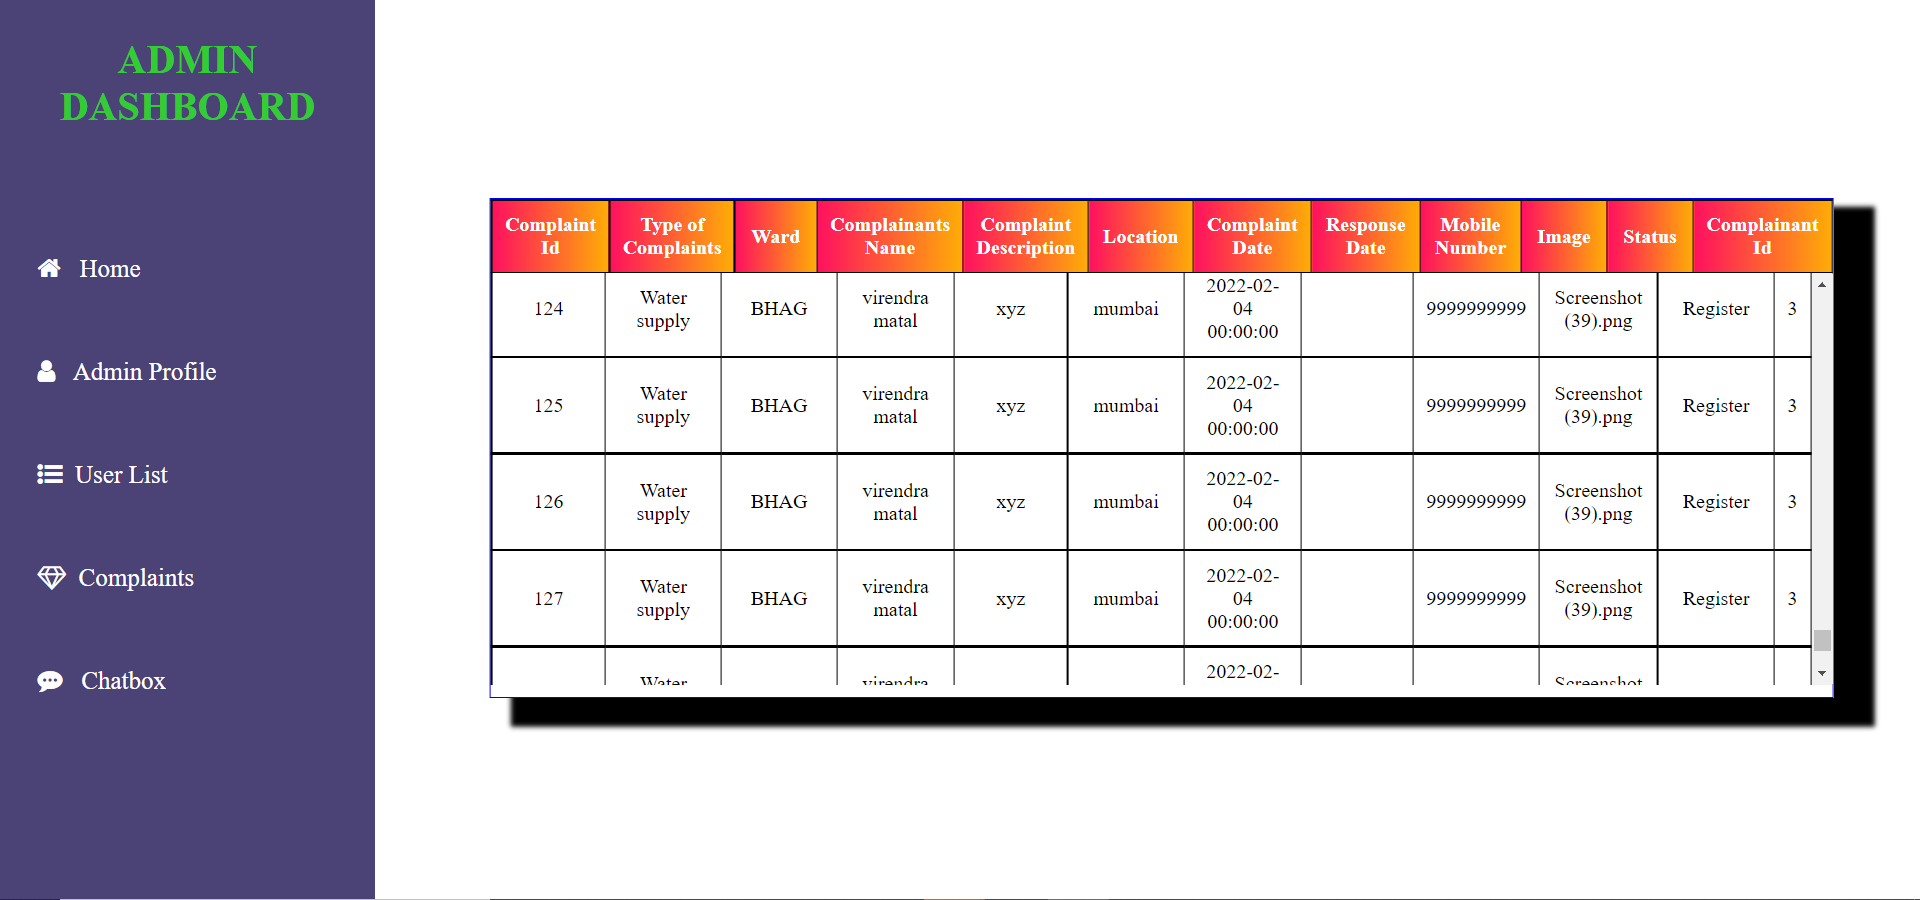 ADMIN
DASHBOARD
Home
Admin Profile
User List
Complaints
Chatbox
Complaint Id Type of Complaints Ward Complainants Name Complaint Description Location Complaint Date Response Date Mobile Number Image Status Complainant Id
124 Water supply BHAG virendra matal xyz mumbai 2022-02-04 00:00:00 9999999999 Screenshot (39).png Register 3
125 Water supply BHAG virendra matal xyz mumbai 2022-02-04 00:00:00 9999999999 Screenshot (39).png Register 3
126 Water supply BHAG virendra matal xyz mumbai 2022-02-04 00:00:00 9999999999 Screenshot (39).png Register 3
127 Water supply BHAG virendra matal xyz mumbai 2022-02-04 00:00:00 9999999999 Screenshot (39).png Register 3
Water virendra 2022-02- Screenshot